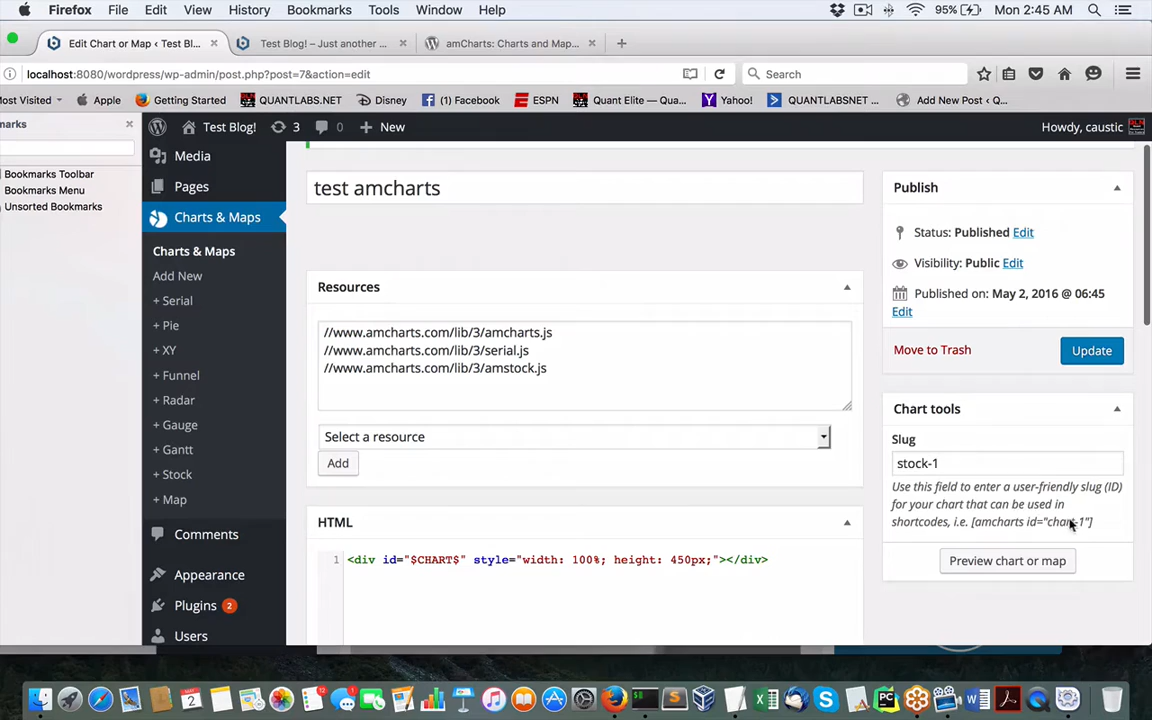 Firefox File Edit View History Bookmarks Tools Window Help 95% Mon 2:45 AM
Edit Chart or Map ‹ Test Bl... × Test Blog! – Just another ... × amCharts: Charts and Map... × +
localhost:8080/wordpress/wp-admin/post.php?post=7&action=edit Search
ost Visited Apple Getting Started QUANTLABS.NET Disney (1) Facebook ESPN Quant Elite — Qua... Yahoo! QUANTLABSNET ... Add New Post ‹ Q...
marks ×
Bookmarks Toolbar
Bookmarks Menu
Unsorted Bookmarks
Test Blog! 3 0 + New Howdy, caustic
Media
Pages
Charts & Maps
Charts & Maps
Add New
+ Serial
+ Pie
+ XY
+ Funnel
+ Radar
+ Gauge
+ Gantt
+ Stock
+ Map
Comments
Appearance
Plugins 2
Users
test amcharts
Resources
//www.amcharts.com/lib/3/amcharts.js
//www.amcharts.com/lib/3/serial.js
//www.amcharts.com/lib/3/amstock.js
Select a resource
Add
HTML
1 <div id="$CHART$" style="width: 100%; height: 450px;"></div>
Publish
Status: Published Edit
Visibility: Public Edit
Published on: May 2, 2016 @ 06:45
Edit
Move to Trash Update
Chart tools
Slug
stock-1
Use this field to enter a user-friendly slug (ID)
for your chart that can be used in
shortcodes, i.e. [amcharts id="chart-1"]
Preview chart or map